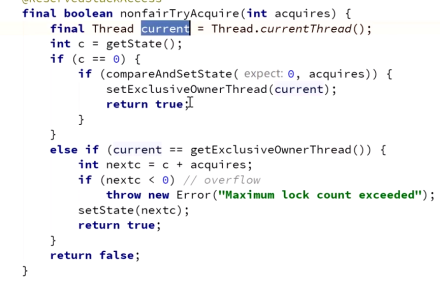 @ReservedStackAccess
final boolean nonfairTryAcquire(int acquires) {
final Thread current = Thread.currentThread();
int c = getState();
if (c == 0) {
if (compareAndSetState( expect: 0, acquires)) {
setExclusiveOwnerThread(current);
return true;
}
}
else if (current == getExclusiveOwnerThread()) {
int nextc = c + acquires;
if (nextc < 0) // overflow
throw new Error("Maximum lock count exceeded");
setState(nextc);
return true;
}
return false;
}